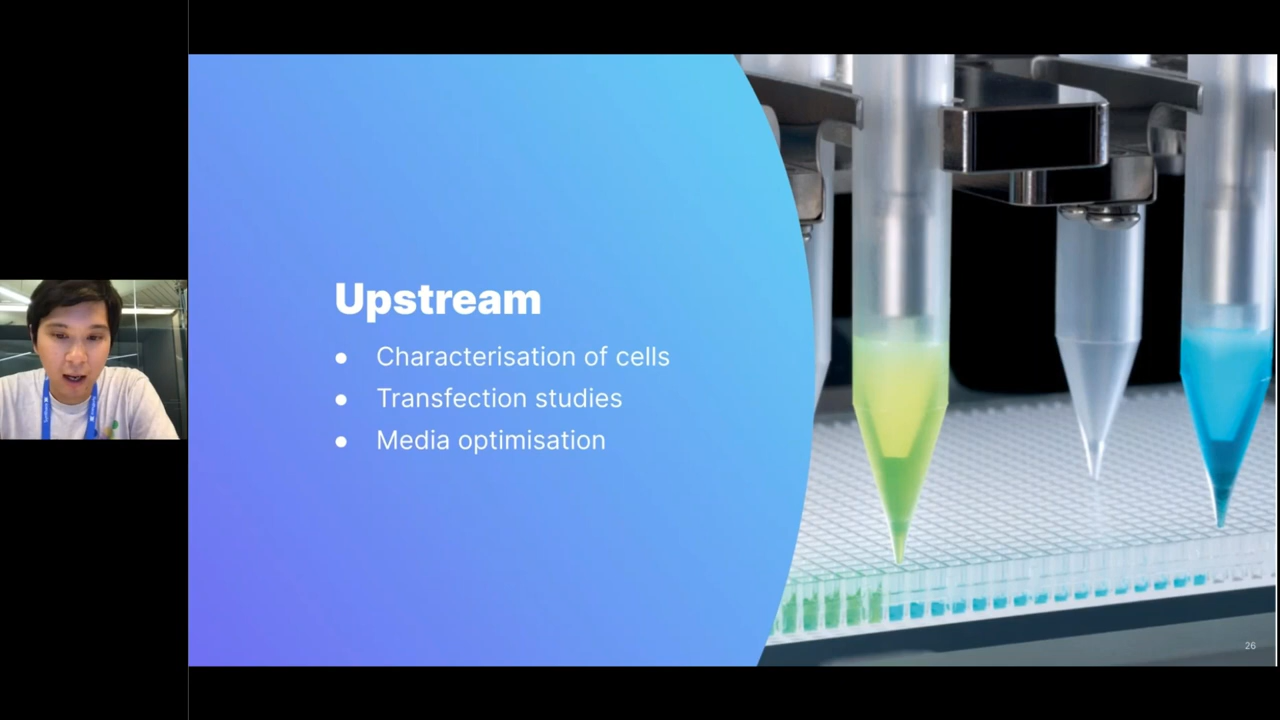 Upstream
● Characterisation of cells
● Transfection studies
● Media optimisation
26